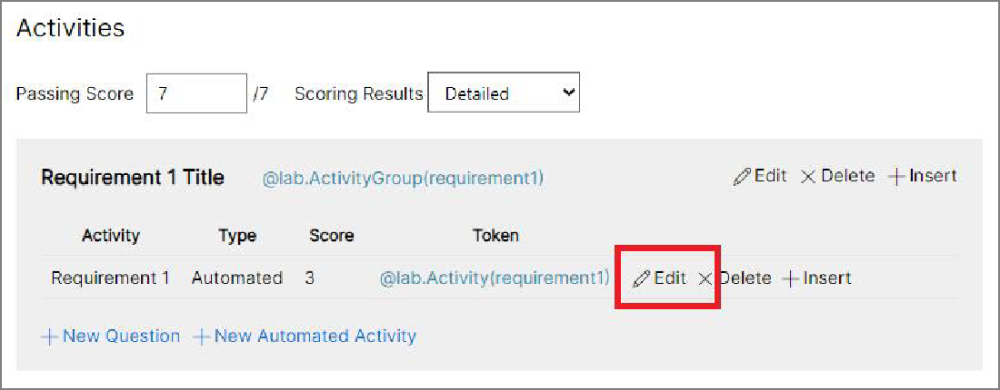 Activities
Passing Score 7 /7 Scoring Results Detailed
Requirement 1 Title @lab.ActivityGroup(requirement1) Edit Delete Insert
Activity Type Score Token
Requirement 1 Automated 3 @lab.Activity(requirement1) Edit Delete Insert
New Question New Automated Activity